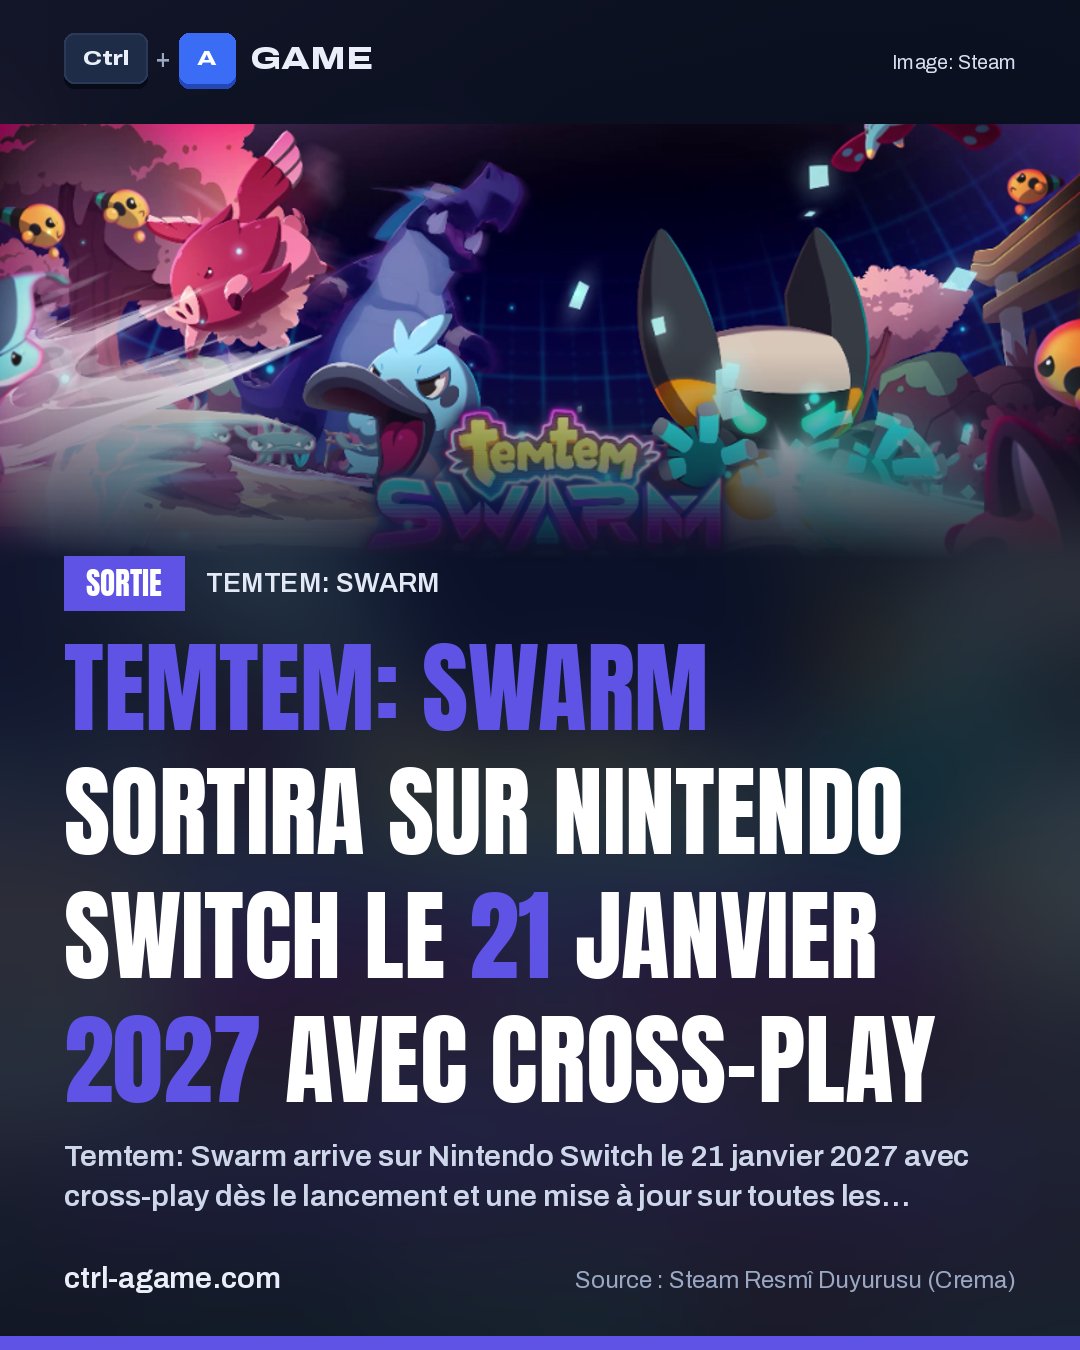 Ctrl + A GAME
Image: Steam
temtem
SWARM
SORTIE
TEMTEM: SWARM
TEMTEM: SWARM
SORTIRA SUR NINTENDO
SWITCH LE 21 JANVIER
2027 AVEC CROSS-PLAY
Temtem: Swarm arrive sur Nintendo Switch le 21 janvier 2027 avec
cross-play dès le lancement et une mise à jour sur toutes les…
ctrl-agame.com
Source : Steam Resmî Duyurusu (Crema)